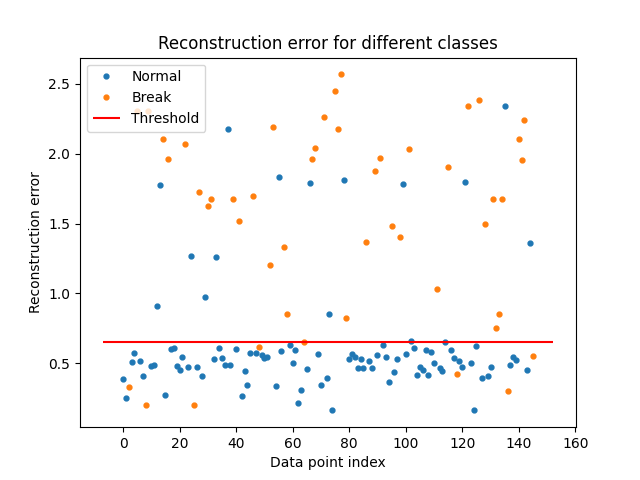 Reconstruction error for different classes
Normal
Break
Threshold
Reconstruction error
2.5
2.0
1.5
1.0
0.5
0
20
40
60
80
100
120
140
160
Data point index